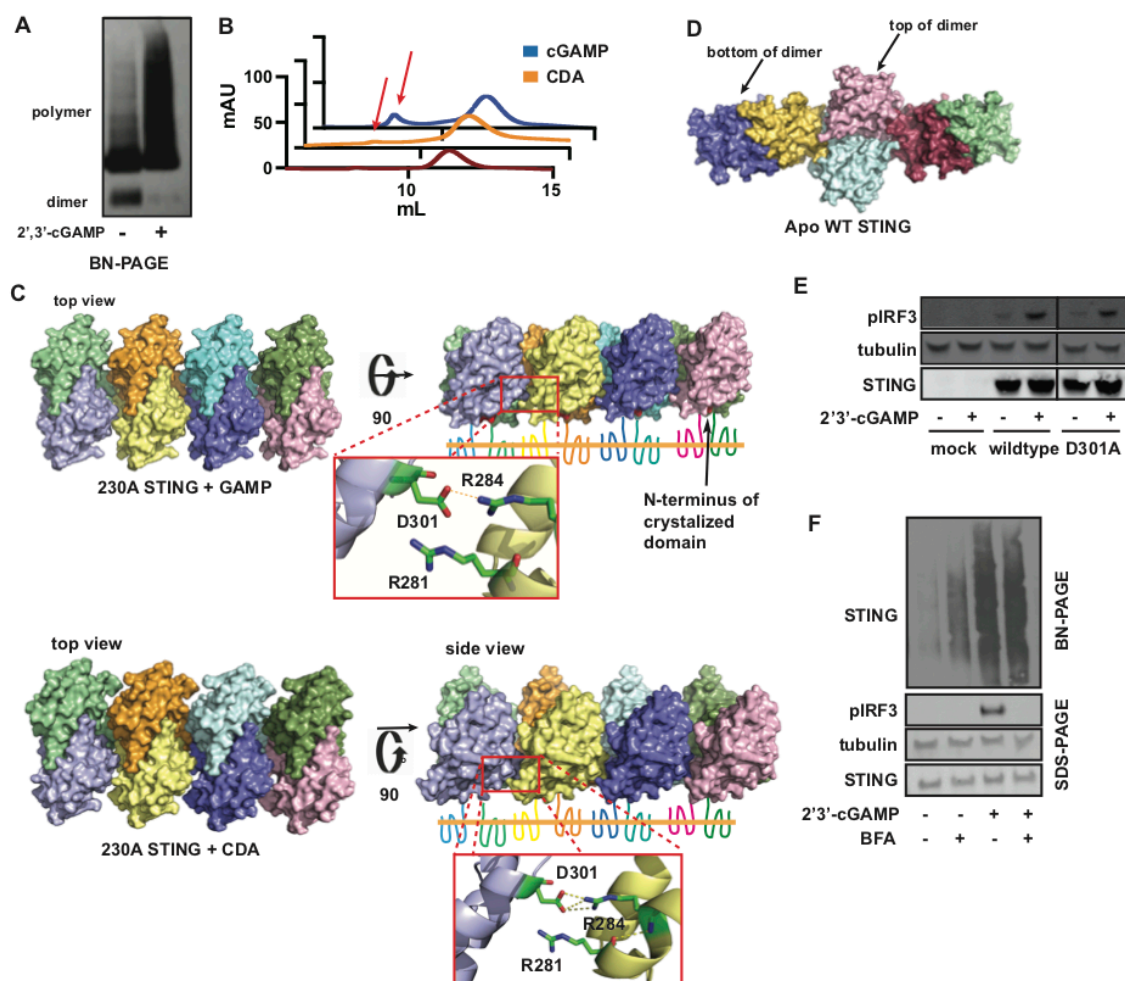 A
polymer
dimer
2',3'-cGAMP - +
BN-PAGE
B
cGAMP
CDA
mAU
100
50
0
10
15
mL
D
bottom of dimer
top of dimer
Apo WT STING
C
top view
90
230A STING + GAMP
D301
R284
R281
N-terminus of
crystalized
domain
top view
side view
90
230A STING + CDA
D301
R284
R281
E
pIRF3
tubulin
STING
2'3'-cGAMP - + - + - +
mock wildtype D301A
F
STING
BN-PAGE
pIRF3
tubulin
STING
SDS-PAGE
2'3'-cGAMP - - + +
BFA - + - +